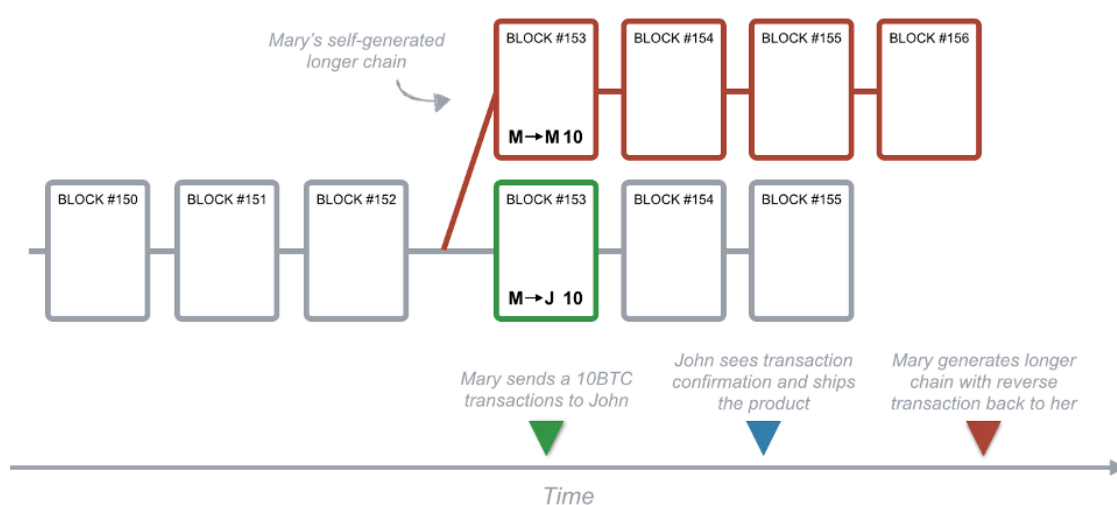 Mary's self-generated
longer chain
BLOCK #153
BLOCK #154
BLOCK #155
BLOCK #156
M→M 10
BLOCK #150
BLOCK #151
BLOCK #152
BLOCK #153
BLOCK #154
BLOCK #155
M→J 10
Mary sends a 10BTC
transactions to John
John sees transaction
confirmation and ships
the product
Mary generates longer
chain with reverse
transaction back to her
Time